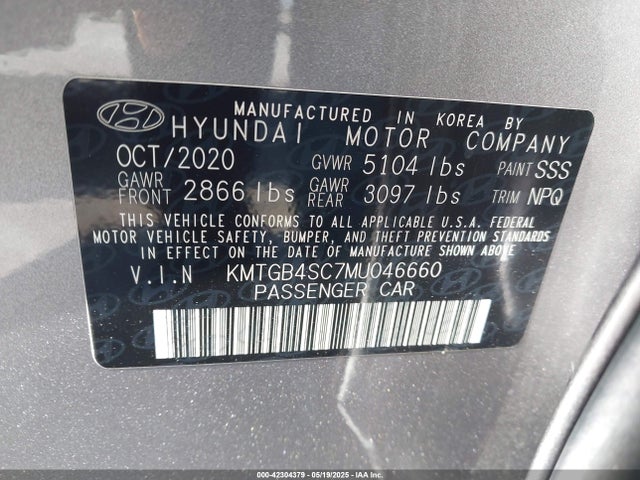 MANUFACTURED IN KOREA BY
HYUNDAI MOTOR COMPANY
OCT/2020 GVWR 5104 lbs PAINT SSS
GAWR FRONT 2866 lbs GAWR REAR 3097 lbs TRIM NPQ
THIS VEHICLE CONFORMS TO ALL APPLICABLE U.S.A. FEDERAL
MOTOR VEHICLE SAFETY, BUMPER, AND THEFT PREVENTION STANDARDS
IN EFFECT ON THE DATE OF MANUFACTURE SHOWN ABOVE
V.I.N KMTGB4SC7MU046660
PASSENGER CAR
000-42304379 - 05/19/2025 - IAA, Inc.